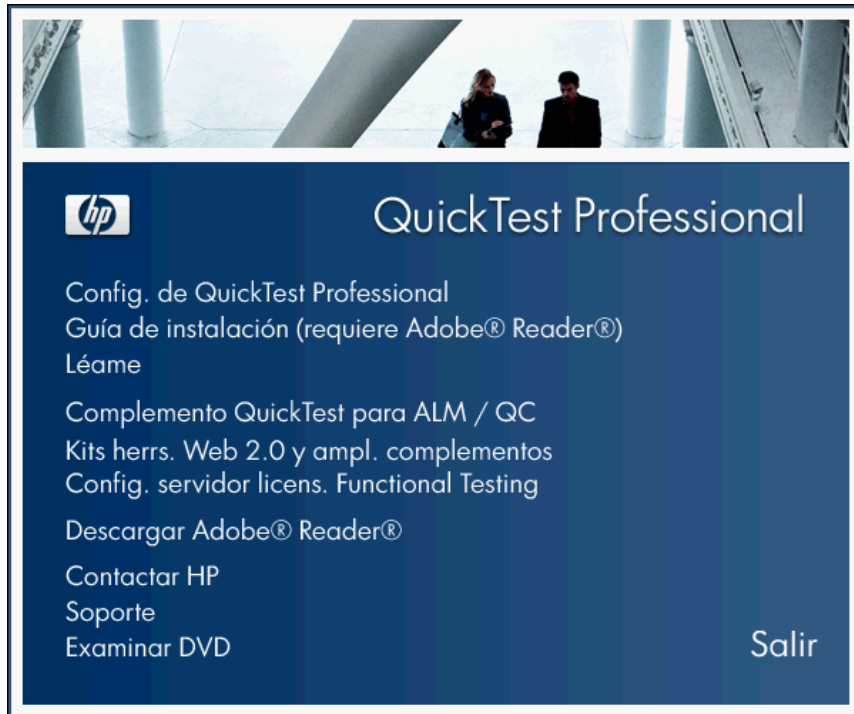 hp
QuickTest Professional
Config. de QuickTest Professional
Guía de instalación (requiere Adobe® Reader®)
Léame
Complemento QuickTest para ALM / QC
Kits herrs. Web 2.0 y ampl. complementos
Config. servidor licens. Functional Testing
Descargar Adobe® Reader®
Contactar HP
Soporte
Examinar DVD
Salir